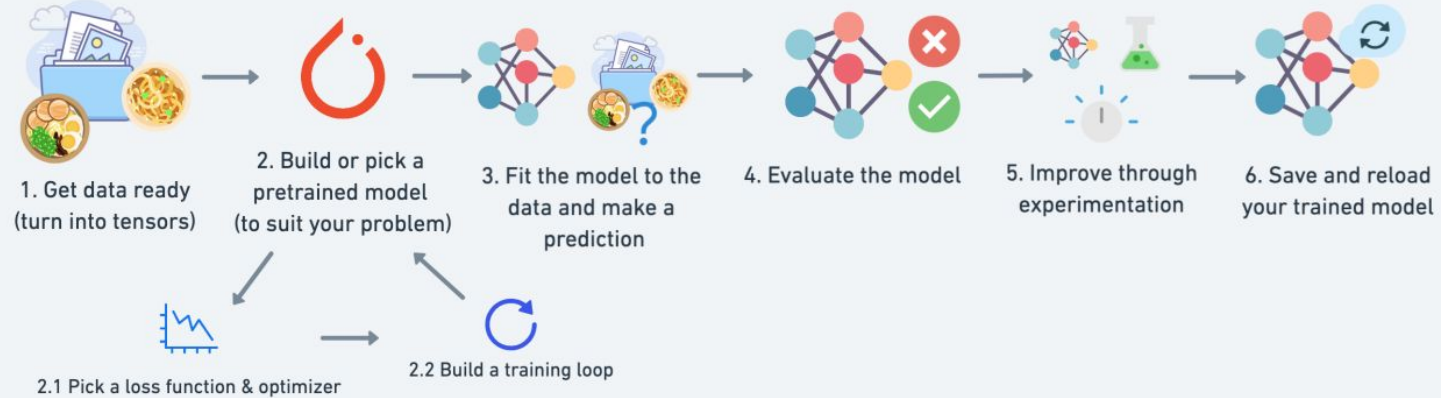 1. Get data ready
(turn into tensors)
2. Build or pick a
pretrained model
(to suit your problem)
3. Fit the model to the
data and make a
prediction
4. Evaluate the model
5. Improve through
experimentation
6. Save and reload
your trained model
2.1 Pick a loss function & optimizer
2.2 Build a training loop